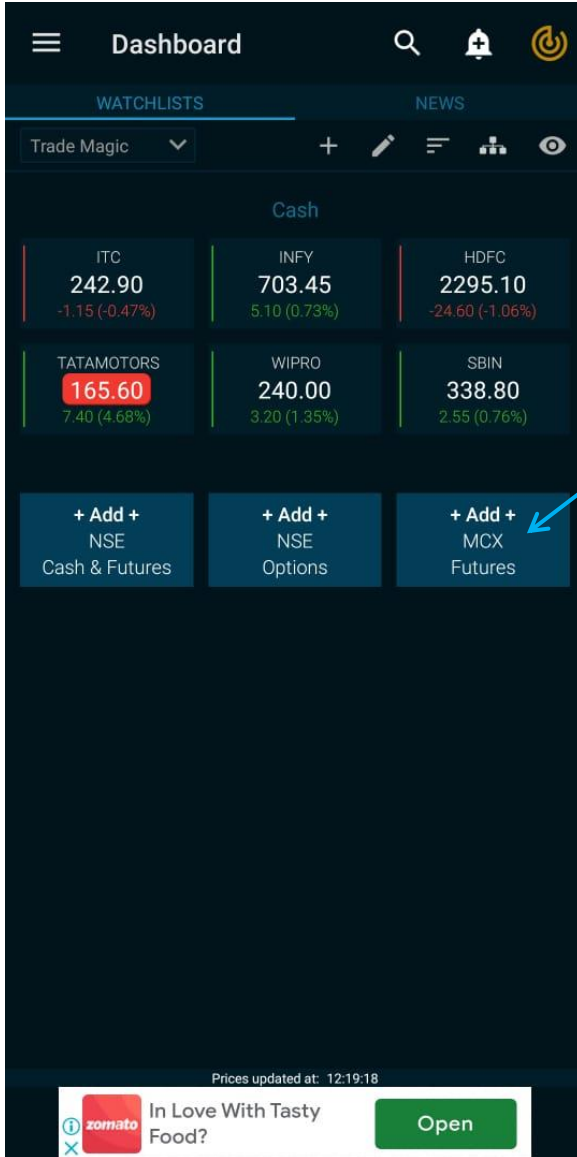 Dashboard
WATCHLISTS NEWS
Trade Magic
Cash
ITC INFY HDFC
242.90 703.45 2295.10
-1.15 (-0.47%) 5.10 (0.73%) -24.60 (-1.06%)
TATAMOTORS WIPRO SBIN
165.60 240.00 338.80
7.40 (4.68%) 3.20 (1.35%) 2.55 (0.76%)
+ Add + + Add + + Add +
NSE NSE MCX
Cash & Futures Options Futures
Prices updated at: 12:19:18
zomato
In Love With Tasty
Food?
Open